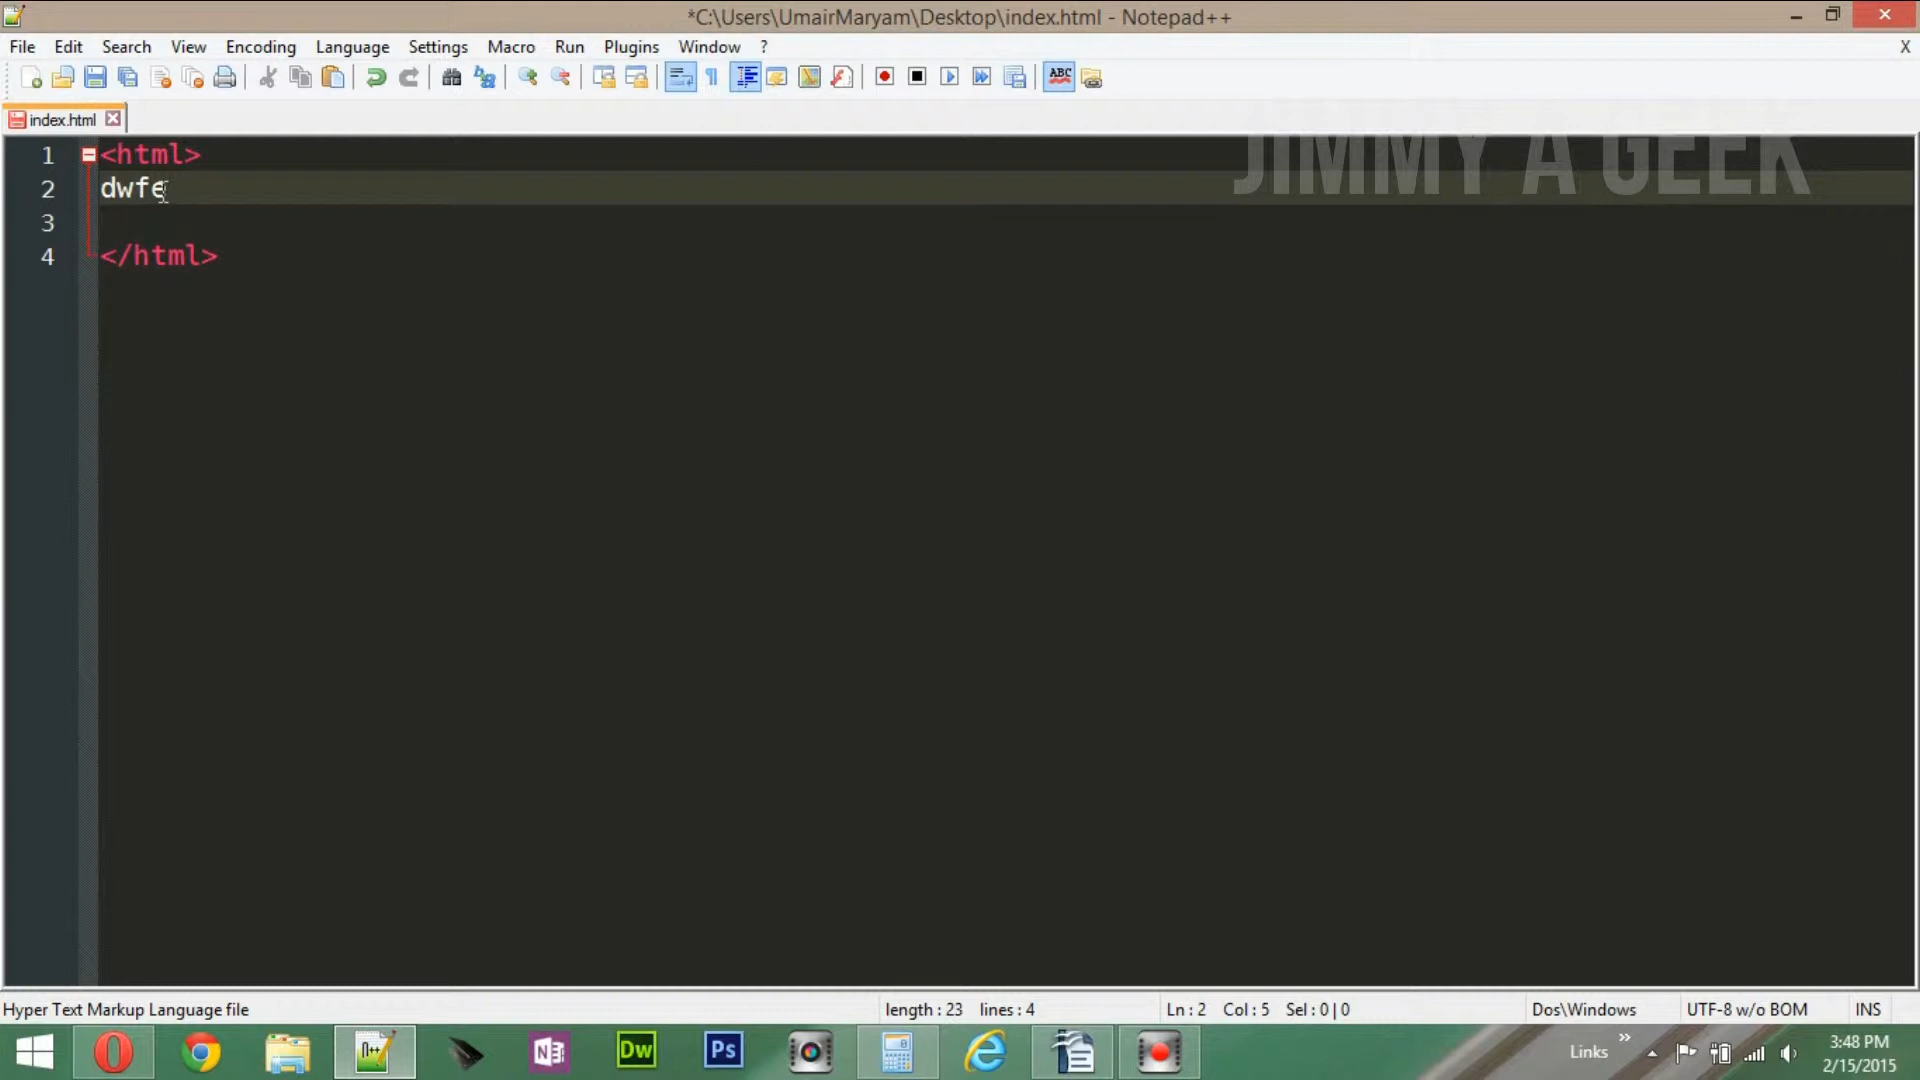 *C:\Users\UmairMaryam\Desktop\index.html - Notepad++
File Edit Search View Encoding Language Settings Macro Run Plugins Window ? X
ABC
index.html
JIMMY A GEEK
1 <html>
2 dwfe
3
4 </html>
Hyper Text Markup Language file length : 23 lines : 4 Ln : 2 Col : 5 Sel : 0 | 0 Dos\Windows UTF-8 w/o BOM INS
Dw Ps Links » 3:48 PM
2/15/2015